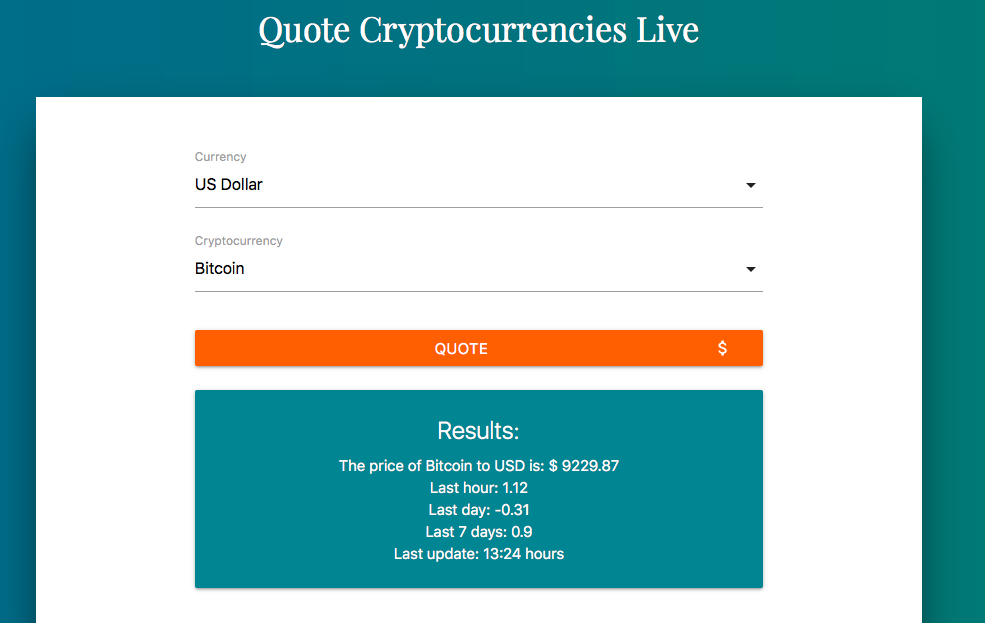 Quote Cryptocurrencies Live
Currency
US Dollar
Cryptocurrency
Bitcoin
QUOTE $
Results:
The price of Bitcoin to USD is: $ 9229.87
Last hour: 1.12
Last day: -0.31
Last 7 days: 0.9
Last update: 13:24 hours